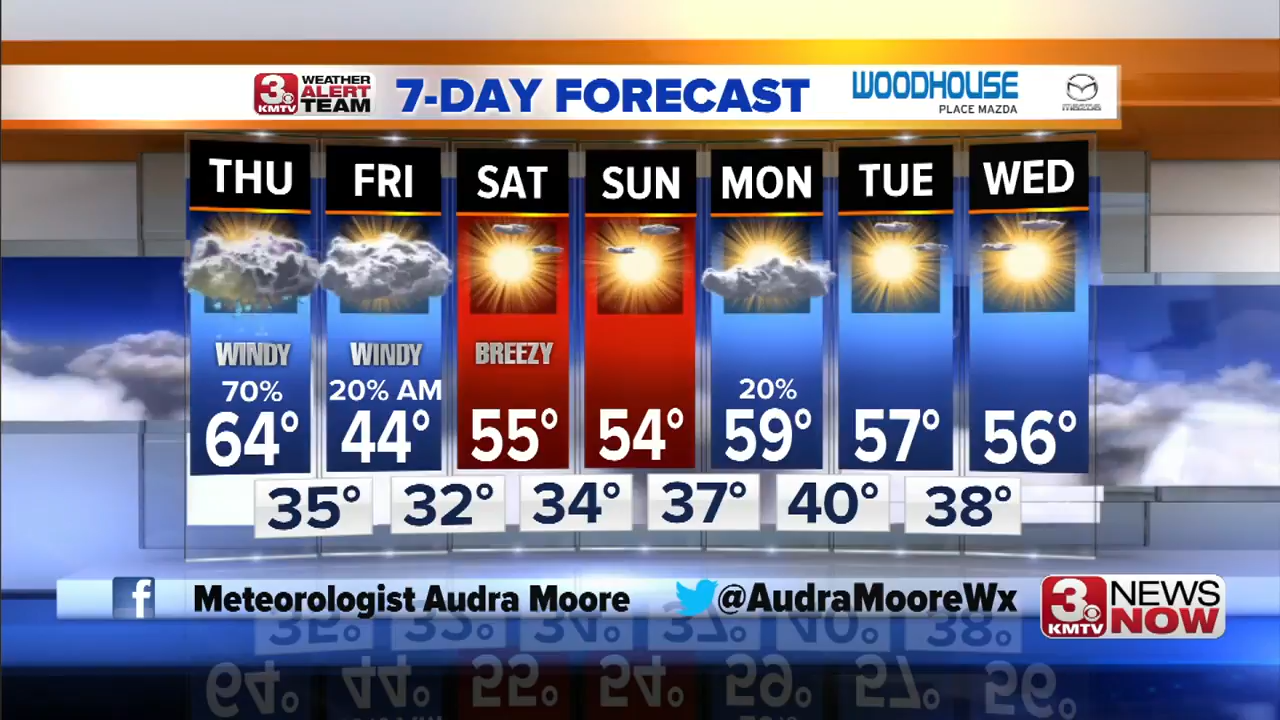 3 KMTV WEATHER ALERT TEAM
7-DAY FORECAST
WOODHOUSE
PLACE MAZDA
mazda
THU FRI SAT SUN MON TUE WED
WINDY WINDY BREEZY
70% 20% AM 20%
64° 44° 55° 54° 59° 57° 56°
35° 32° 34° 37° 40° 38°
f Meteorologist Audra Moore @AudraMooreWx
3 KMTV NEWS NOW